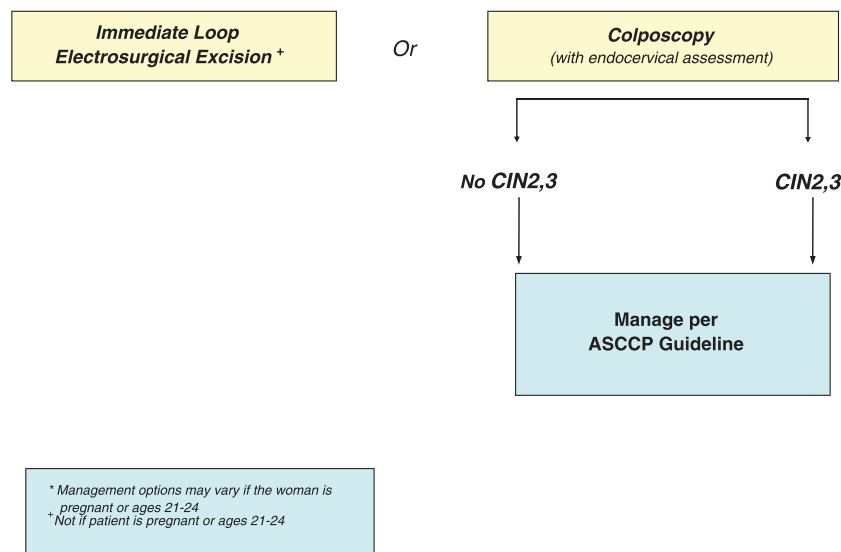 Immediate Loop
Electrosurgical Excision +
Or
Colposcopy
(with endocervical assessment)
No CIN2,3
CIN2,3
Manage per
ASCCP Guideline
* Management options may vary if the woman is
pregnant or ages 21-24
+Not if patient is pregnant or ages 21-24